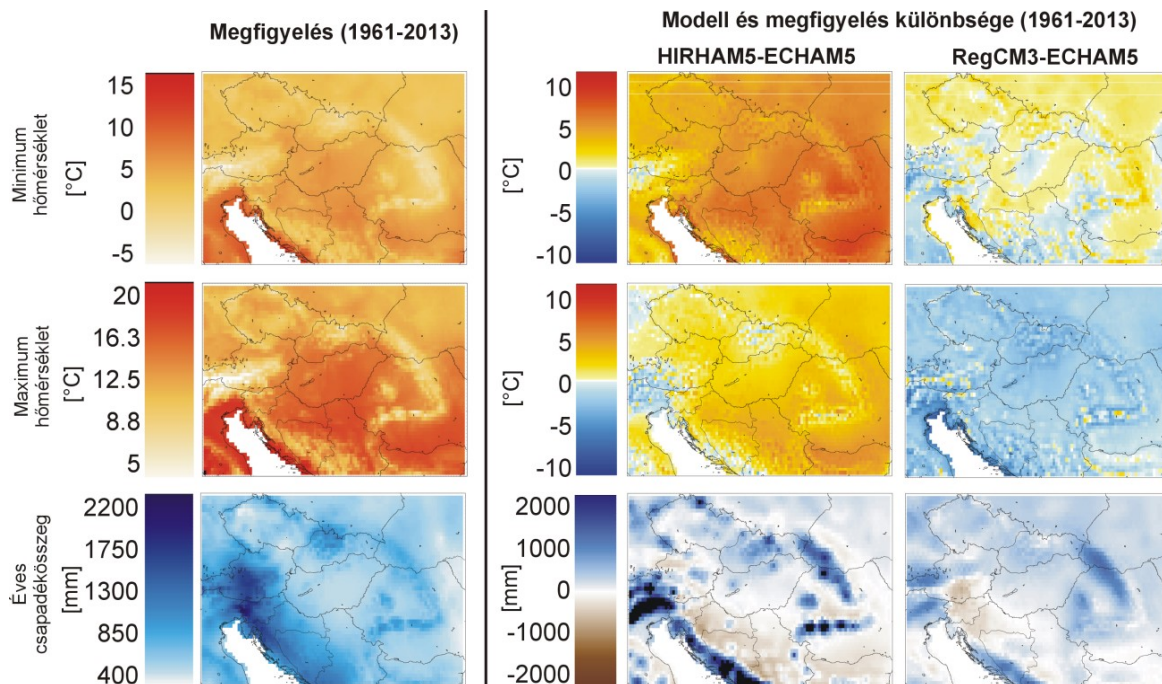 Megfigyelés (1961-2013)
Modell és megfigyelés különbsége (1961-2013)
HIRHAM5-ECHAM5
RegCM3-ECHAM5
Minimum
hőmérséklet
[°C]
15
10
5
0
-5
[°C]
10
5
0
-5
-10
Maximum
hőmérséklet
[°C]
20
16.3
12.5
8.8
5
[°C]
10
5
0
-5
-10
Éves
csapadékösszeg
[mm]
2200
1750
1300
850
400
[mm]
2000
1000
0
-1000
-2000